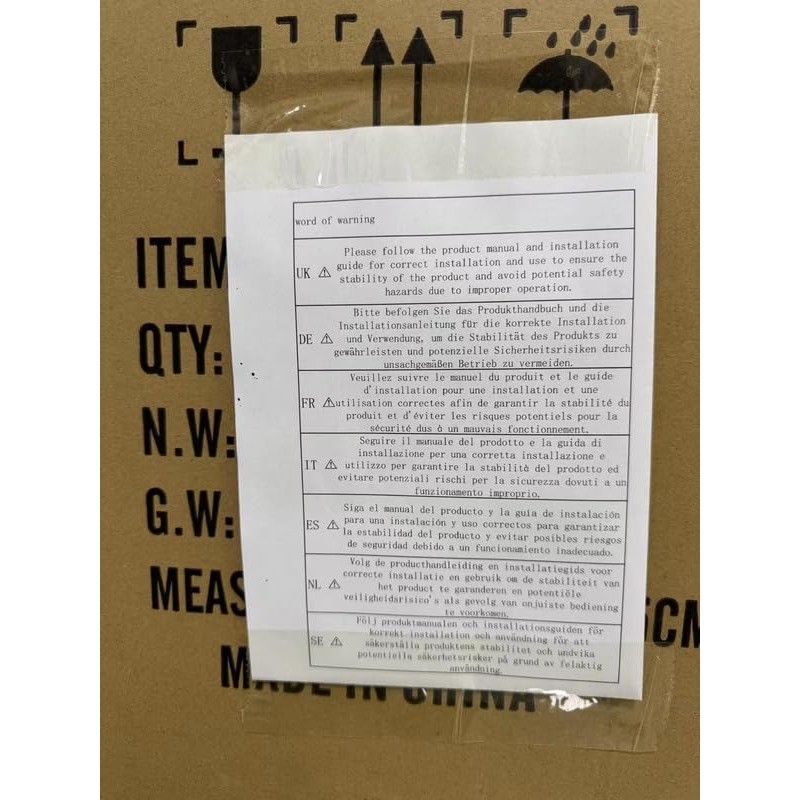 ITEM
QTY:
N.W:
G.W:
MEAS
5CM
MADE IN CHINA
word of warning
UK ⚠
Please follow the product manual and installation
guide for correct installation and use to ensure the
stability of the product and avoid potential safety
hazards due to improper operation.
DE ⚠
Bitte befolgen Sie das Produkthandbuch und die
Installationsanleitung für die korrekte Installation
und Verwendung, um die Stabilität des Produkts zu
gewährleisten und potenzielle Sicherheitsrisiken durch
unsachgemäßen Betrieb zu vermeiden.
FR ⚠
Veuillez suivre le manuel du produit et le guide
d'installation pour une installation et une
utilisation correctes afin de garantir la stabilité du
produit et d'éviter les risques potentiels pour la
sécurité dus à un mauvais fonctionnement.
IT ⚠
Seguire il manuale del prodotto e la guida di
installazione per una corretta installazione e
utilizzo per garantire la stabilità del prodotto ed
evitare potenziali rischi per la sicurezza dovuti a un
funzionamento improprio.
ES ⚠
Siga el manual del producto y la guía de instalación
para una instalación y uso correctos para garantizar
la estabilidad del producto y evitar posibles riesgos
de seguridad debido a un funcionamiento inadecuado.
NL ⚠
Volg de producthandleiding en installatiegids voor
correcte installatie en gebruik om de stabiliteit van
het product te garanderen en potentiële
veiligheidsrisico's als gevolg van onjuiste bediening
te voorkomen.
SE ⚠
Följ produktmanualen och installationsguiden för
korrekt installation och användning för att
säkerställa produktens stabilitet och undvika
potentiella säkerhetsrisker på grund av felaktig
användning.